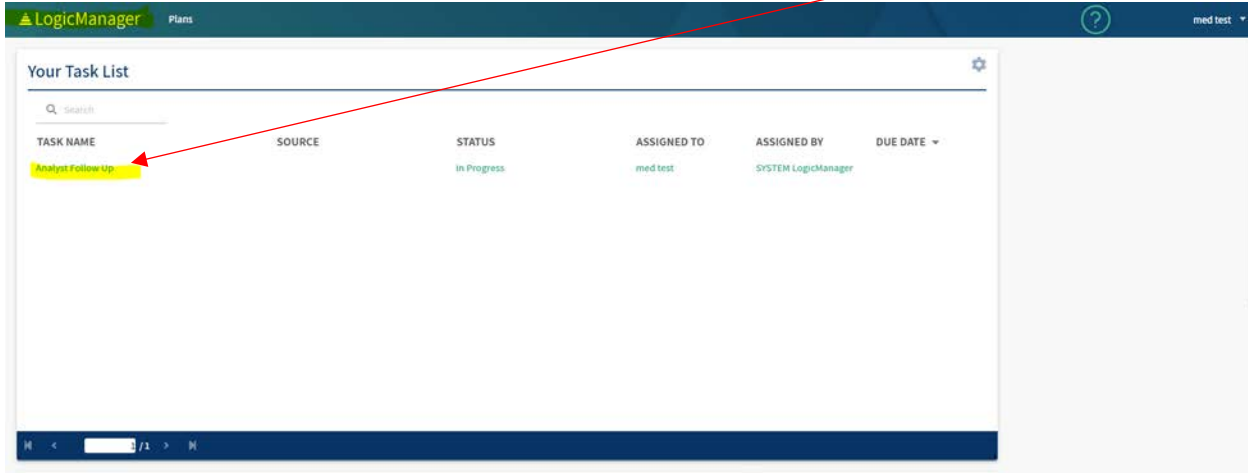 LogicManager Plans ? med test
Your Task List
Search
TASK NAME SOURCE STATUS ASSIGNED TO ASSIGNED BY DUE DATE
Analyst Follow Up In Progress med test SYSTEM LogicManager
1 /1